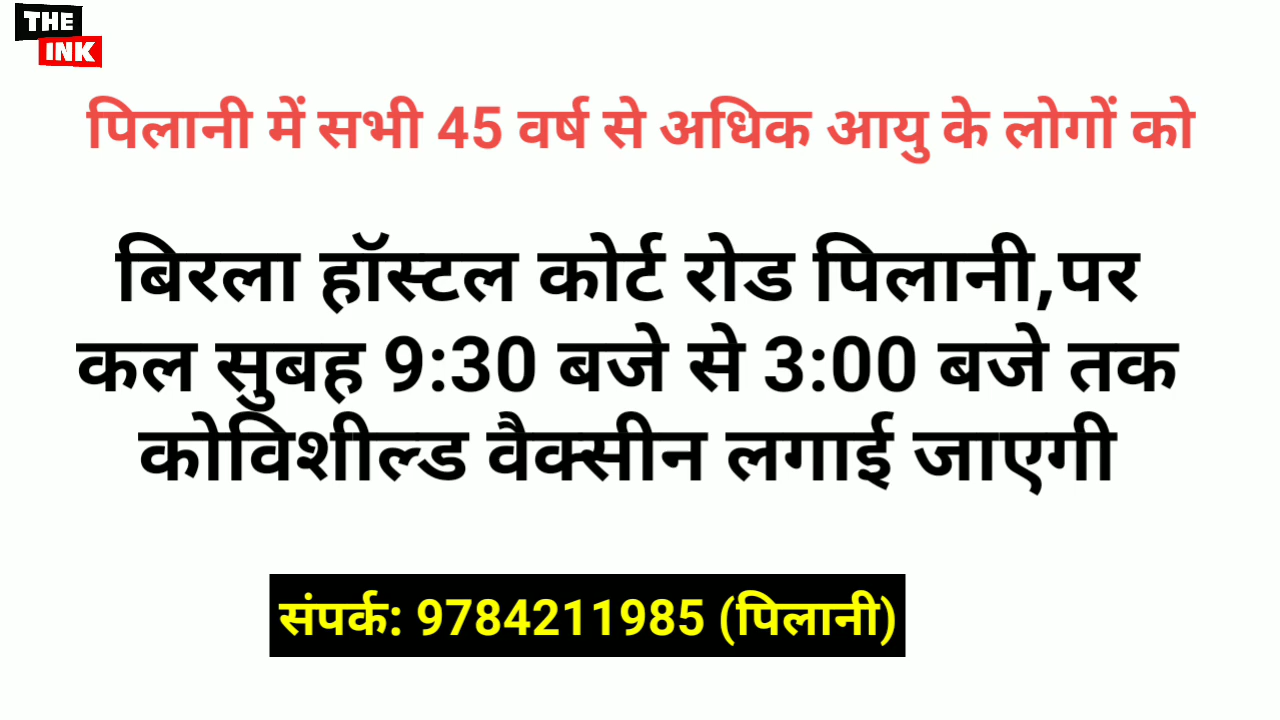 THE
INK
पिलानी में सभी 45 वर्ष से अधिक आयु के लोगों को
बिरला हॉस्टल कोर्ट रोड पिलानी,पर
कल सुबह 9:30 बजे से 3:00 बजे तक
कोविशील्ड वैक्सीन लगाई जाएगी
संपर्क: 9784211985 (पिलानी)